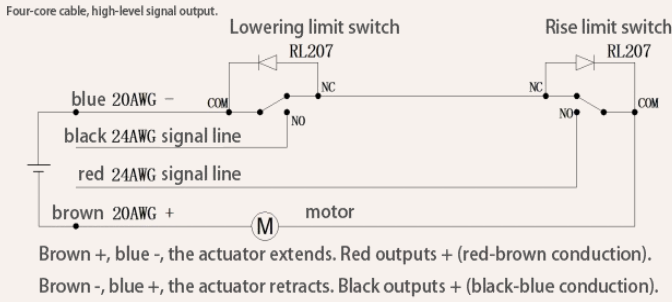 Four-core cable, high-level signal output.
Lowering limit switch
Rise limit switch
RL207
RL207
NC
NC
blue 20AWG -
COM
COM
NO
NO
black 24AWG signal line
red 24AWG signal line
brown 20AWG +
M
motor
Brown +, blue -, the actuator extends. Red outputs + (red-brown conduction).
Brown -, blue +, the actuator retracts. Black outputs + (black-blue conduction).